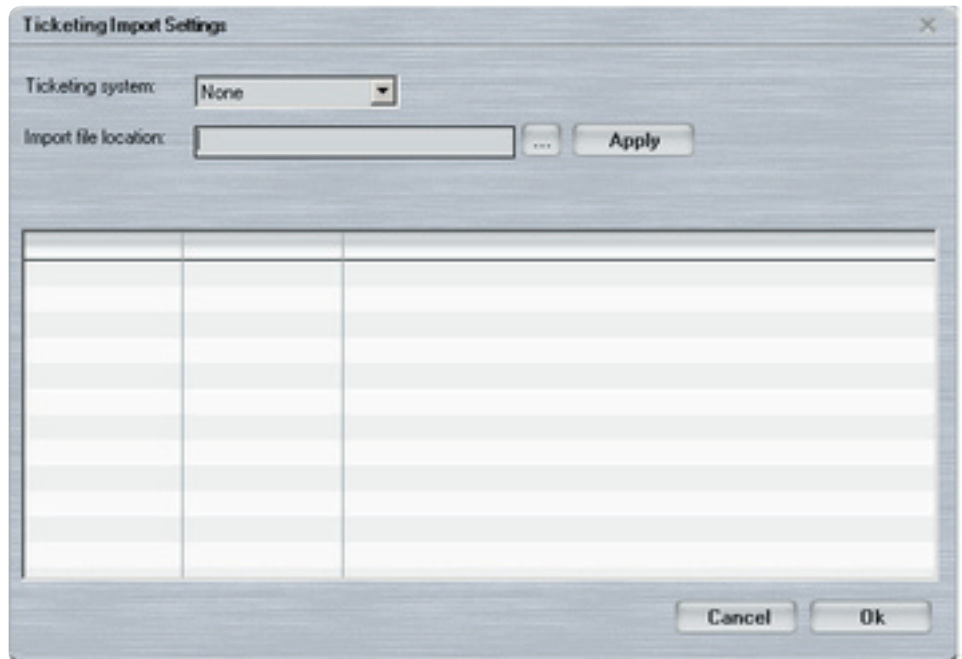 Ticketing Import Settings
Ticketing system: None
Import file location: ... Apply
Cancel Ok